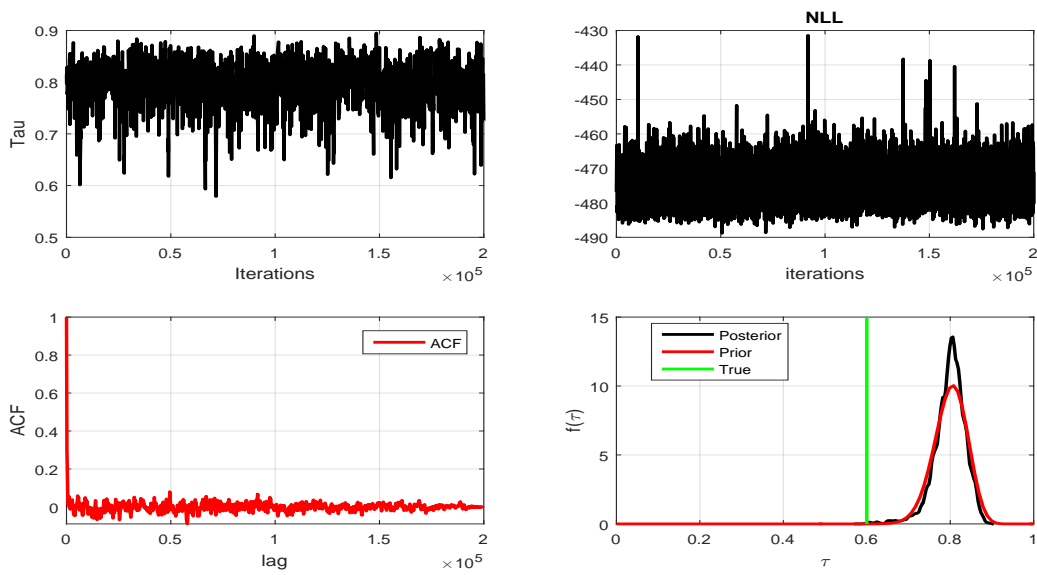 0.9
0.8
0.7
0.6
0.5
Tau
0 0.5 1 1.5 2
Iterations
×10^5
NLL
-430
-440
-450
-460
-470
-480
-490
0 0.5 1 1.5 2
iterations
×10^5
1
0.8
0.6
0.4
0.2
0
ACF
ACF
0 0.5 1 1.5 2
lag
×10^5
15
10
5
0
f(τ)
Posterior
Prior
True
0 0.2 0.4 0.6 0.8 1
τ